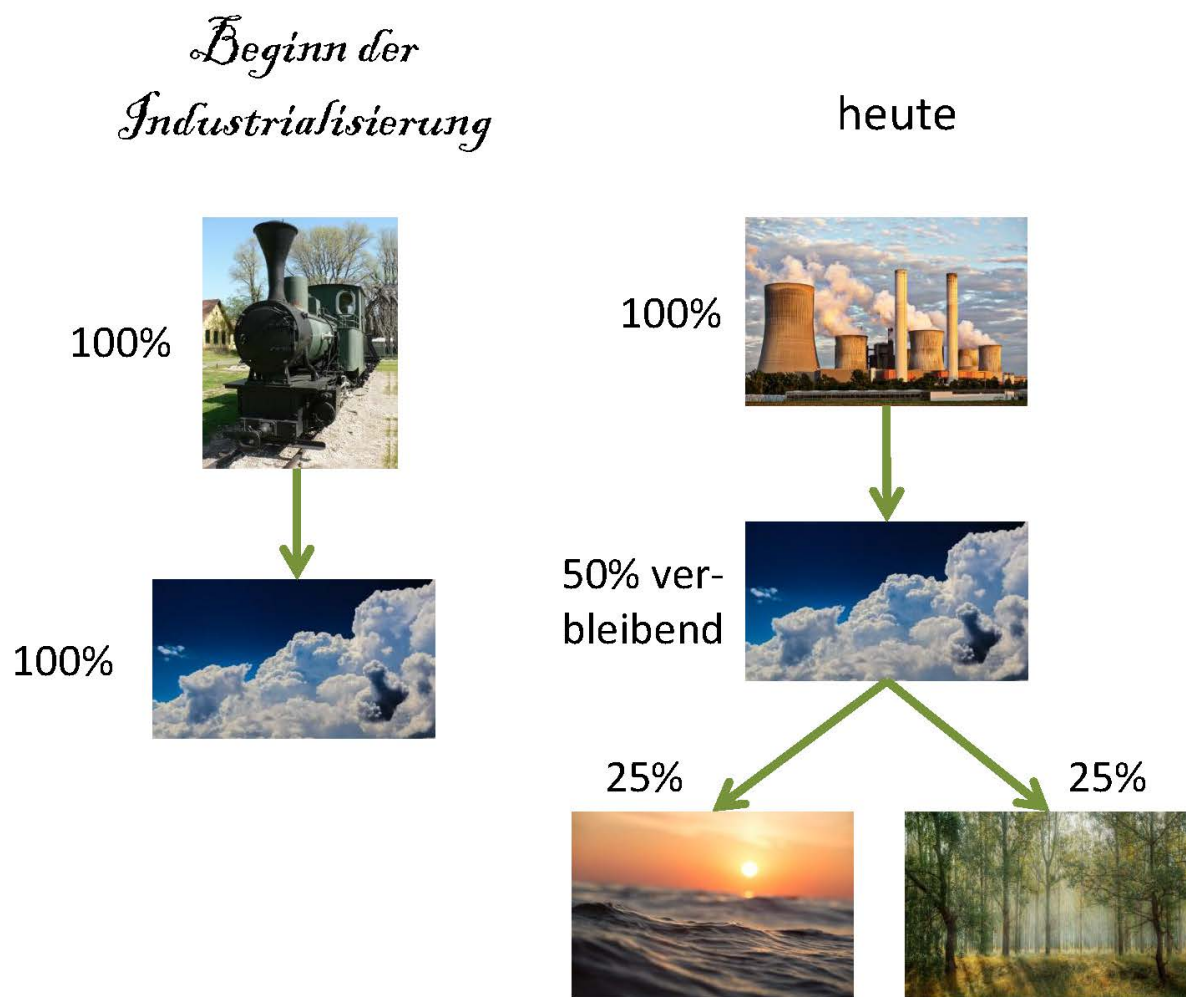 Beginn der
Industrialisierung
heute
100%
100%
100%
50% ver-
bleibend
25%
25%